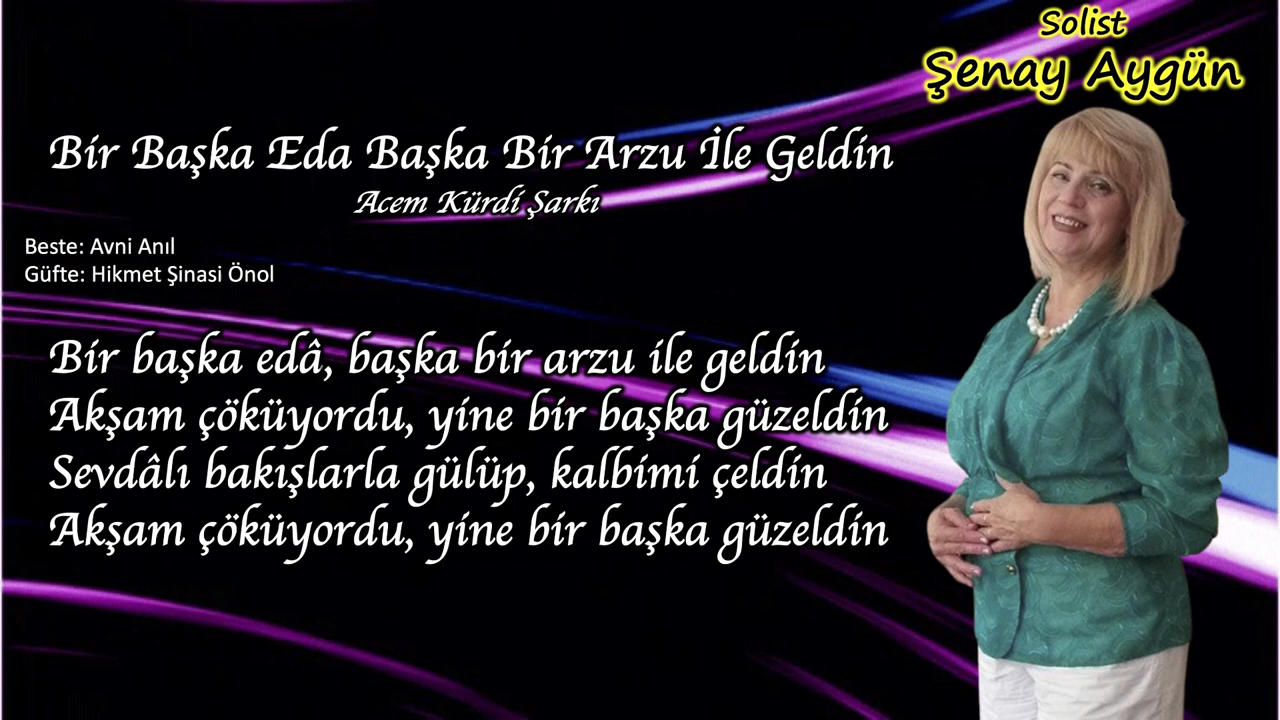 Solist
Şenay Aygün
Bir Başka Eda Başka Bir Arzu İle Geldin
Acem Kürdi Şarkı
Beste: Avni Anıl
Güfte: Hikmet Şinasi Önol
Bir başka edâ, başka bir arzu ile geldin
Akşam çöküyordu, yine bir başka güzeldin
Sevdâlı bakışlarla gülüp, kalbimi çeldin
Akşam çöküyordu, yine bir başka güzeldin